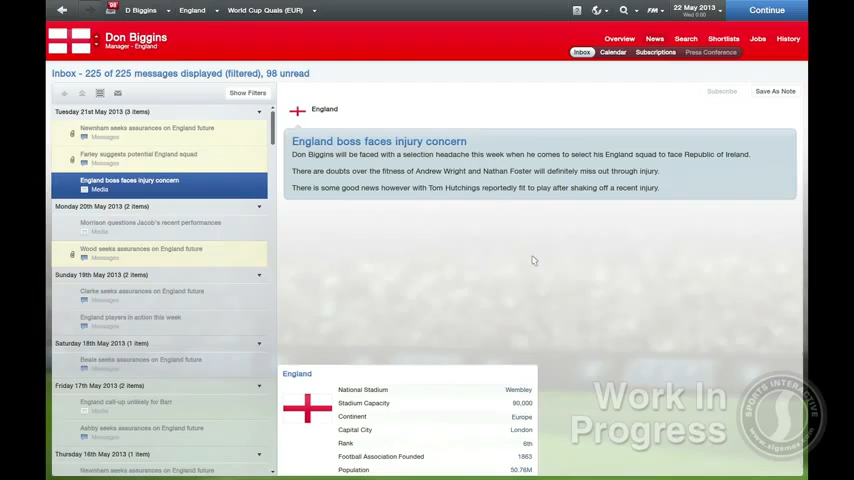 98
D Biggins
England
World Cup Quals (EUR)
FM
22 May 2013
Wed 0:00
Continue
Don Biggins
Manager - England
Overview News Search Shortlists Jobs History
Inbox Calendar Subscriptions Press Conference
Inbox - 225 of 225 messages displayed (filtered), 98 unread
Show Filters
Subscribe
Save As Note
Tuesday 21st May 2013 (3 items)
Newnham seeks assurances on England future
Messages
Farley suggests potential England squad
Messages
England boss faces injury concern
Media
Monday 20th May 2013 (2 items)
Morrison questions Jacob's recent performances
Media
Wood seeks assurances on England future
Messages
Sunday 19th May 2013 (2 items)
Clarke seeks assurances on England future
Messages
England players in action this week
Messages
Saturday 18th May 2013 (1 item)
Beale seeks assurances on England future
Messages
Friday 17th May 2013 (2 items)
England call-up unlikely for Barr
Media
Ashby seeks assurances on England future
Messages
Thursday 16th May 2013 (2 items)
Newnham seeks assurances on England future
England
England boss faces injury concern
Don Biggins will be faced with a selection headache this week when he comes to select his England squad to face Republic of Ireland.
There are doubts over the fitness of Andrew Wright and Nathan Foster will definitely miss out through injury.
There is some good news however with Tom Hutchings reportedly fit to play after shaking off a recent injury.
England
National Stadium Wembley
Stadium Capacity 90,000
Continent Europe
Capital City London
Rank 6th
Football Association Founded 1863
Population 50.76M
Work In
Progress
SPORTS INTERACTIVE
www.sigames.com